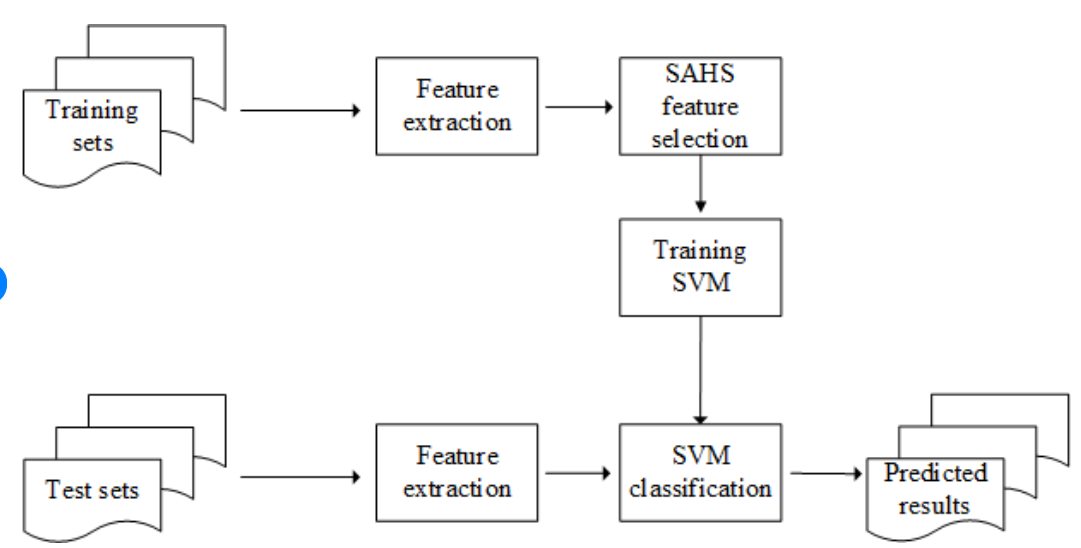 Training
sets
Feature
extraction
SAHS
feature
selection
Training
SVM
Test sets
Feature
extraction
SVM
classification
Predicted
results